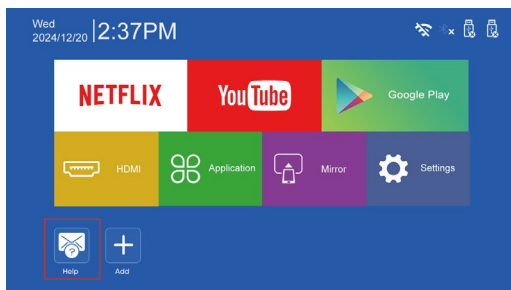 Wed
2024/12/20 2:37PM
NETFLIX
YouTube
Google Play
HDMI
Application
Mirror
Settings
?
Help
Add